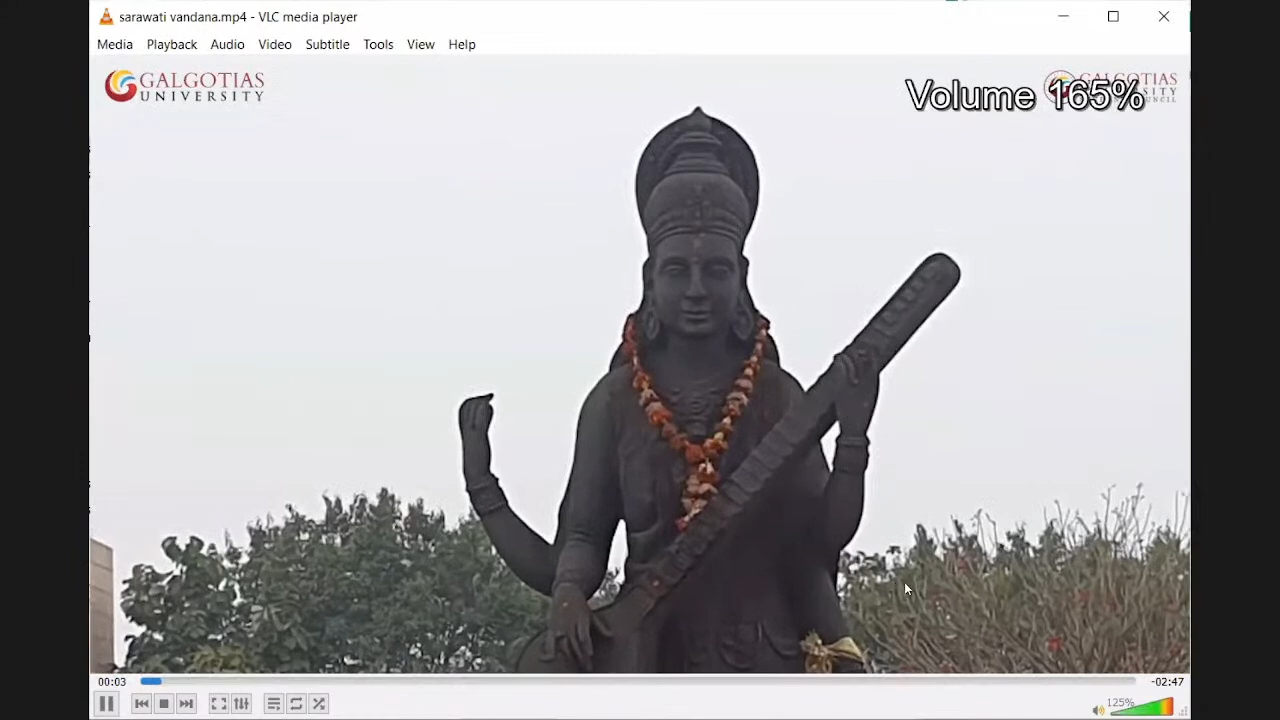 sarawati vandana.mp4 - VLC media player
Media Playback Audio Video Subtitle Tools View Help
GALGOTIAS
UNIVERSITY
Volume 165%
GALGOTIAS
00:03
-02:47
125%